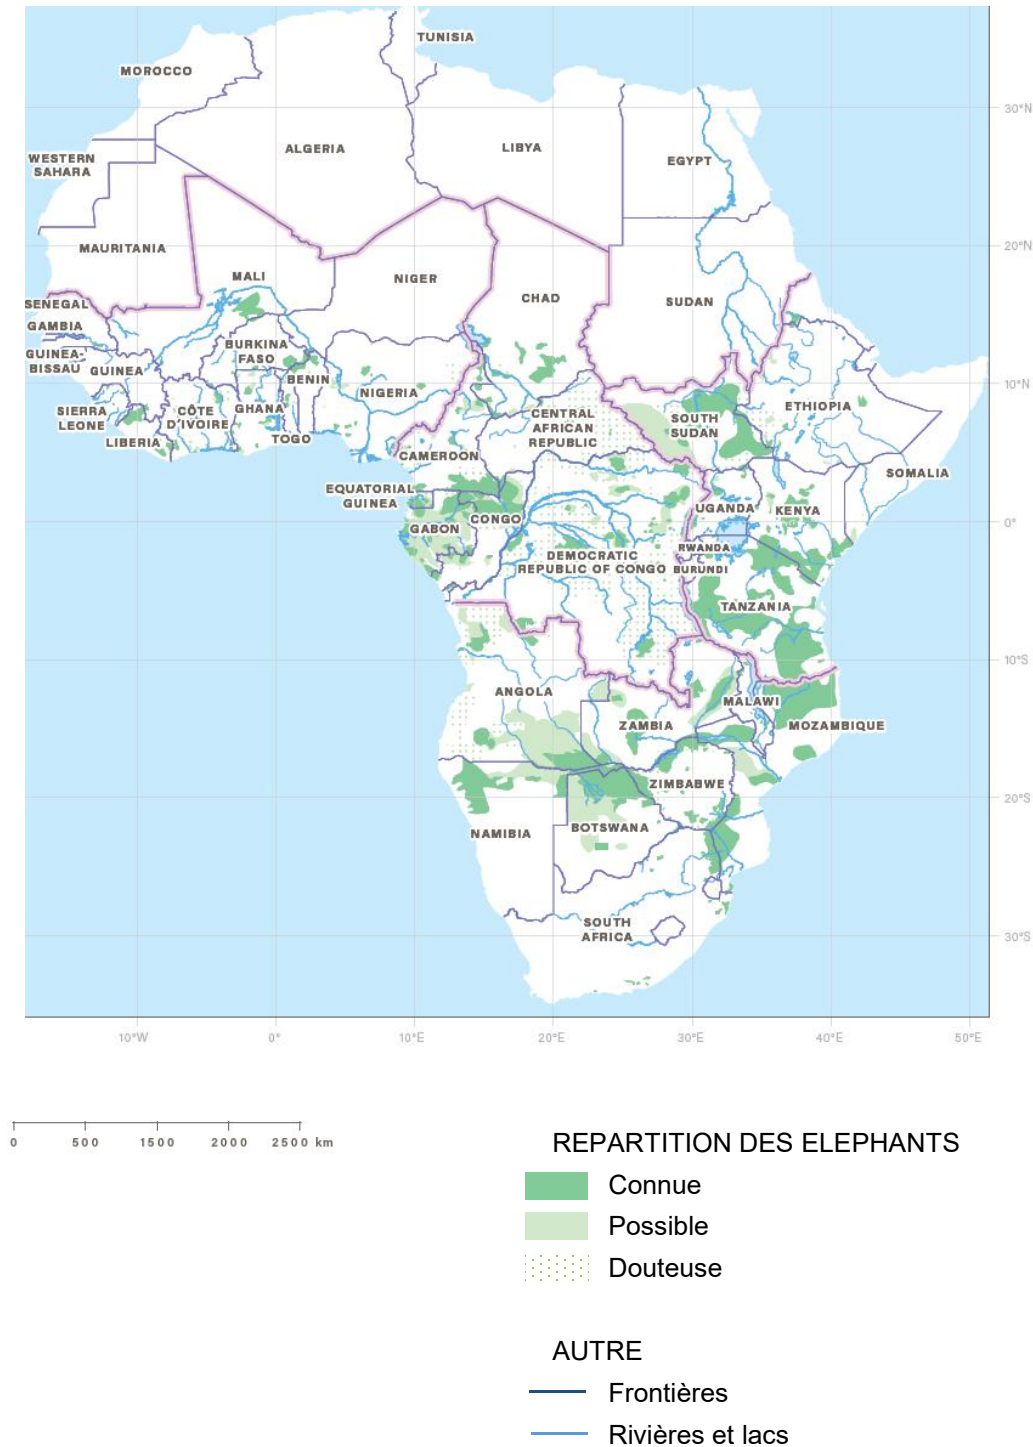 TUNISIA
MOROCCO
30°N
ALGERIA
LIBYA
EGYPT
WESTERN
SAHARA
MAURITANIA
20°N
MALI
NIGER
CHAD
SUDAN
SENEGAL
GAMBIA
BURKINA
FASO
GUINEA-
BISSAU
GUINEA
BENIN
NIGERIA
10°N
ETHIOPIA
SIERRA
LEONE
CÔTE
D'IVOIRE
GHANA
CENTRAL
AFRICAN
REPUBLIC
SOUTH
SUDAN
LIBERIA
TOGO
CAMEROON
SOMALIA
EQUATORIAL
GUINEA
UGANDA
KENYA
GABON
CONGO
0°
RWANDA
DEMOCRATIC
REPUBLIC OF CONGO
BURUNDI
TANZANIA
10°S
ANGOLA
MALAWI
ZAMBIA
MOZAMBIQUE
ZIMBABWE
20°S
NAMIBIA
BOTSWANA
SOUTH
AFRICA
30°S
10°W
0°
10°E
20°E
30°E
40°E
50°E
0 500 1500 2000 2500 km
REPARTITION DES ELEPHANTS
Connue
Possible
Douteuse
AUTRE
Frontières
Rivières et lacs